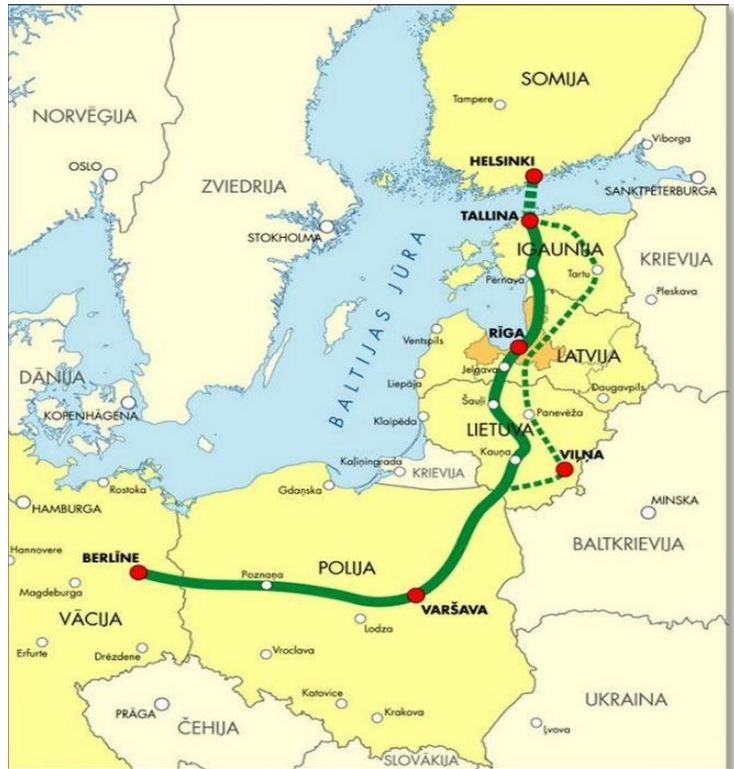 SOMIJA
Tampere
NORVĒĢIJA
Viborga
HELSINKI
OSLO
SANKTPĒTERBURGA
ZVIEDRIJA
TALLINA
STOKHOLMA
IGAUNIJA
KRIEVIJA
Tartu
Pērnava
Pleskava
BALTIJAS JŪRA
RĪGA
Ventspils
LATVIJA
Jelgava
DĀNIJA
Liepāja
Daugavpils
KOPENHĀGENA
Šauļi
Klaipēda
Panevēža
LIETUVA
VIĻŅA
Kauņa
Kaļiņingrada
KRIEVIJA
Rostoka
Gdaņska
HAMBURGA
MINSKA
Hannovere
BALTKRIEVIJA
BERLĪNE
POLIJA
Poznaņa
Magdeburga
VARŠAVA
VĀCIJA
Lodza
Erfurte
Drēzdene
Vroclava
Katovice
UKRAINA
PRĀGA
Krakova
ČEHIJA
Ļvova
SLOVĀKIJA